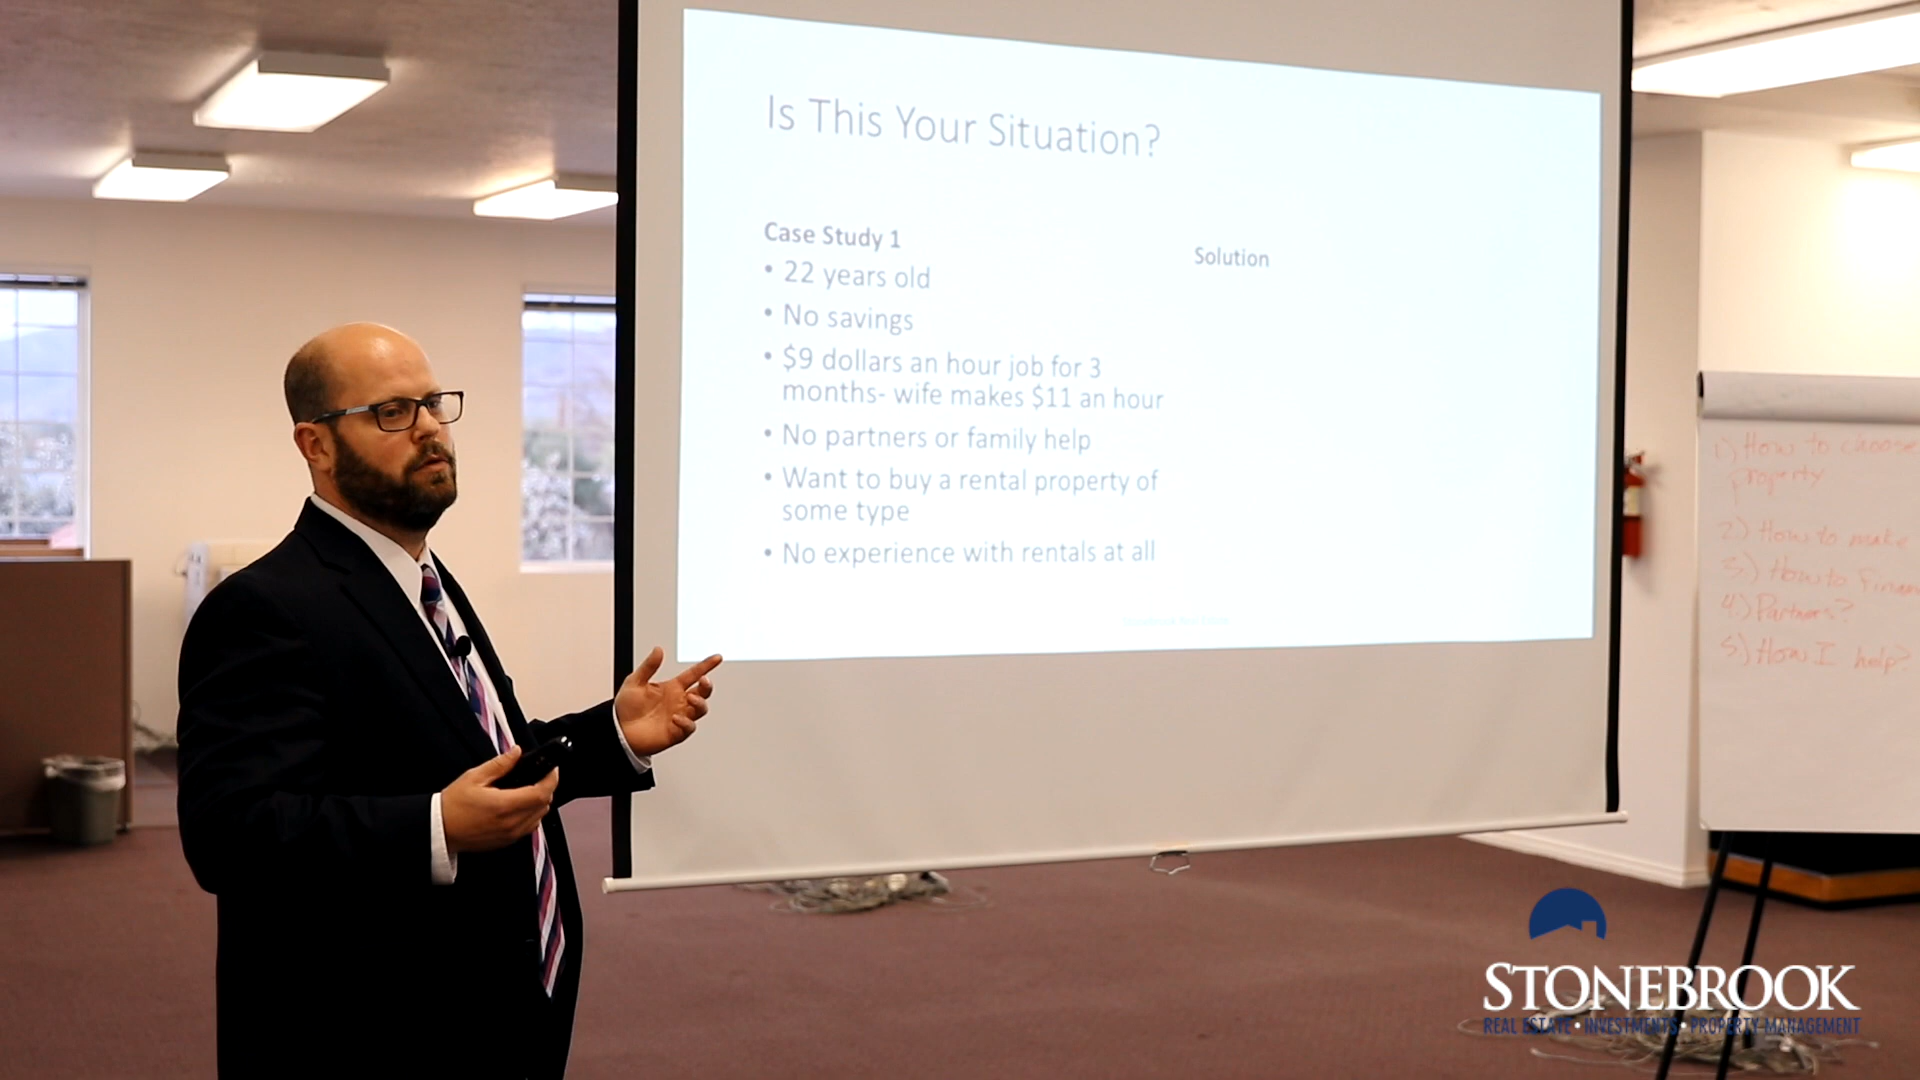 Is This Your Situation?
Case Study 1
• 22 years old
• No savings
• $9 dollars an hour job for 3
months- wife makes $11 an hour
• No partners or family help
• Want to buy a rental property of
some type
• No experience with rentals at all
Solution
1.) How to choose
property
2.) How to make
3.) How to Finan
4.) Partners?
5.) How I help?
STONEBROOK
REAL ESTATE • INVESTMENTS • PROPERTY MANAGEMENT